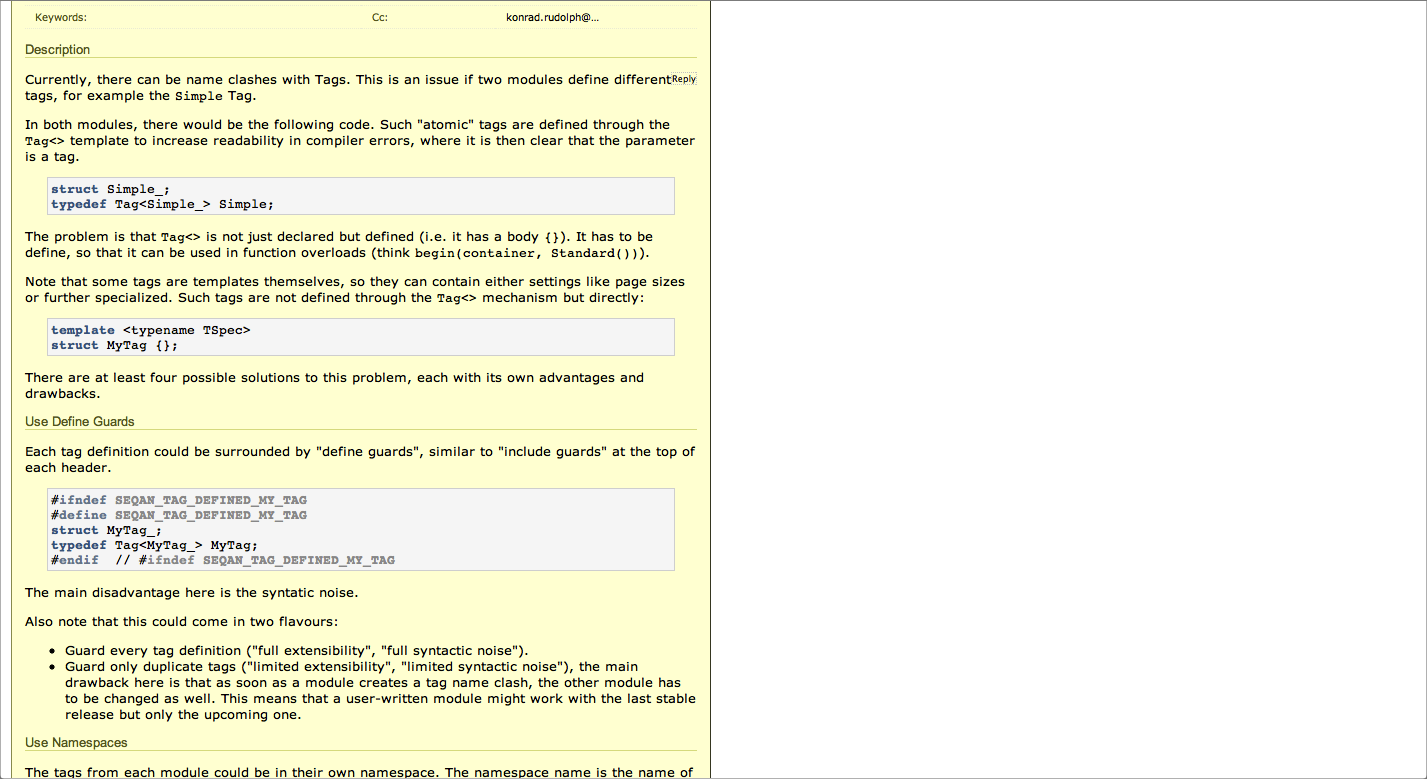 Keywords: Cc: konrad.rudolph@...
Description
Currently, there can be name clashes with Tags. This is an issue if two modules define different Reply
tags, for example the Simple Tag.
In both modules, there would be the following code. Such "atomic" tags are defined through the
Tag<> template to increase readability in compiler errors, where it is then clear that the parameter
is a tag.
struct Simple_;
typedef Tag<Simple_> Simple;
The problem is that Tag<> is not just declared but defined (i.e. it has a body {}). It has to be
define, so that it can be used in function overloads (think begin(container, Standard())).
Note that some tags are templates themselves, so they can contain either settings like page sizes
or further specialized. Such tags are not defined through the Tag<> mechanism but directly:
template <typename TSpec>
struct MyTag {};
There are at least four possible solutions to this problem, each with its own advantages and
drawbacks.
Use Define Guards
Each tag definition could be surrounded by "define guards", similar to "include guards" at the top of
each header.
#ifndef SEQAN_TAG_DEFINED_MY_TAG
#define SEQAN_TAG_DEFINED_MY_TAG
struct MyTag_;
typedef Tag<MyTag_> MyTag;
#endif  // #ifndef SEQAN_TAG_DEFINED_MY_TAG
The main disadvantage here is the syntatic noise.
Also note that this could come in two flavours:
• Guard every tag definition ("full extensibility", "full syntactic noise").
• Guard only duplicate tags ("limited extensibility", "limited syntactic noise"), the main
drawback here is that as soon as a module creates a tag name clash, the other module has
to be changed as well. This means that a user-written module might work with the last stable
release but only the upcoming one.
Use Namespaces
The tags from each module could be in their own namespace. The namespace name is the name of